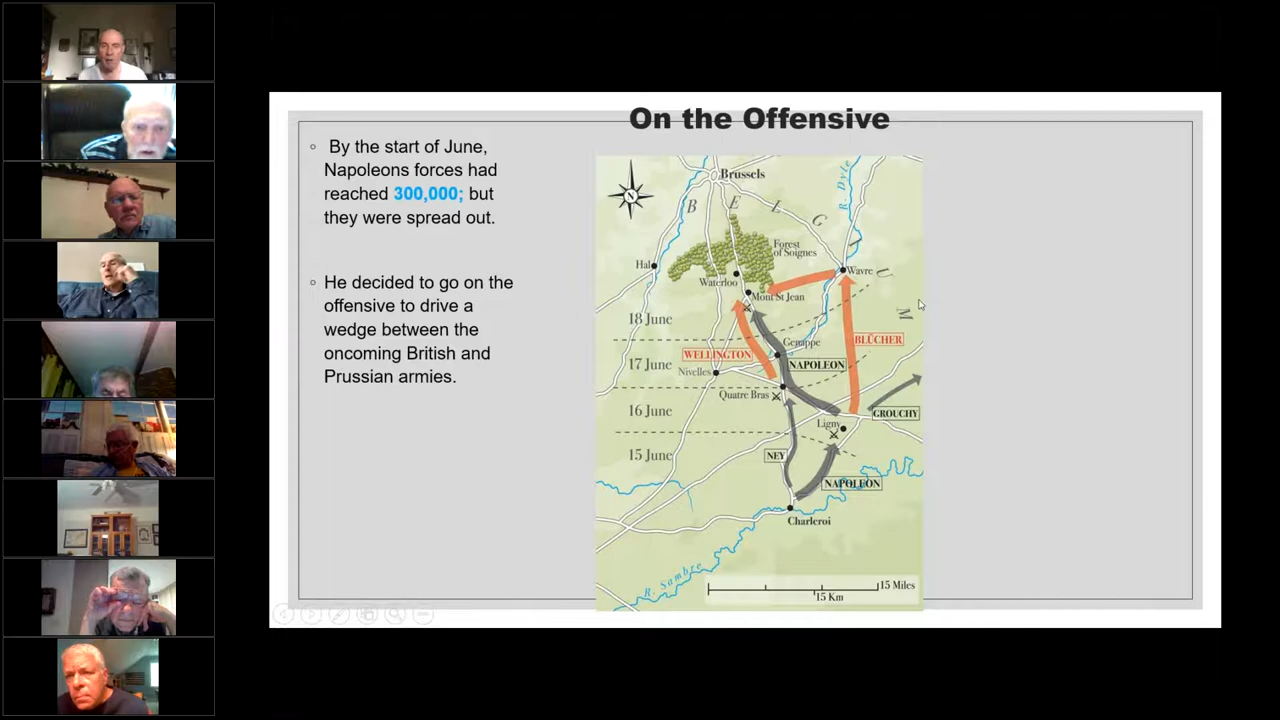 On the Offensive
By the start of June,
Napoleons forces had
reached 300,000; but
they were spread out.
He decided to go on the
offensive to drive a
wedge between the
oncoming British and
Prussian armies.
Brussels
R. Dyle
B E L G I U M
N
Forest
of Soignes
Hal
Wavre
Waterloo
Mont St Jean
18 June
Genappe
BLÜCHER
WELLINGTON
17 June
NAPOLEON
Nivelles
Quatre Bras
16 June
GROUCHY
Ligny
15 June
NEY
NAPOLEON
Charleroi
R. Sambre
15 Miles
15 Km